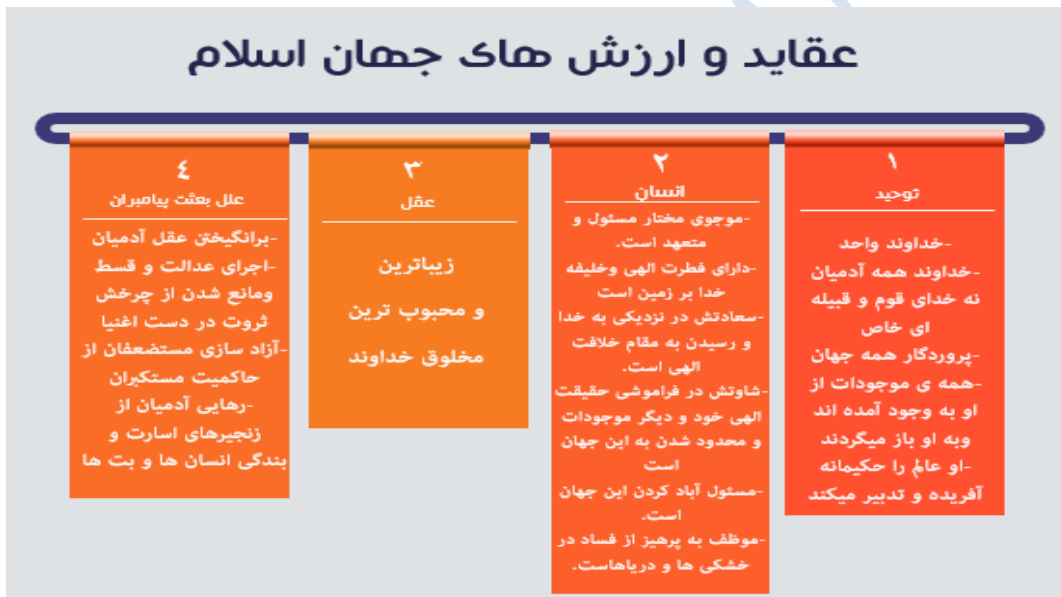 عقاید و ارزش های جهان اسلام
۱
توحید
-خداوند واحد
-خداوند همه آدمیان
نه خدای قوم و قبیله
ای خاص
-پروردگار همه جهان
-همه ی موجودات از
او به وجود آمده اند
وبه او باز میگردند
-او عالم را حکیمانه
آفریده و تدبیر میکند
۲
انسان
-موجوی مختار مسئول و
متعهد است.
-دارای فطرت الهی وخلیفه
خدا بر زمین است
-سعادتش در نزدیکی به خدا
و رسیدن به مقام خلافت
الهی است.
-شاوتش در فراموشی حقیقت
الهی خود و دیگر موجودات
و محدود شدن به این جهان
است
-مسئول آباد کردن این جهان
است.
-موظف به پرهیز از فساد در
خشکی ها و دریاهاست.
۳
عقل
زیباترین
و محبوب ترین
مخلوق خداوند
٤
علل بعثت پیامبران
-برانگیختن عقل آدمیان
-اجرای عدالت و قسط
ومانع شدن از چرخش
ثروت در دست اغنیا
-آزاد سازی مستضعفان از
حاکمیت مستکبران
-رهایی آدمیان از
زنجیرهای اسارت و
بندگی انسان ها و بت ها